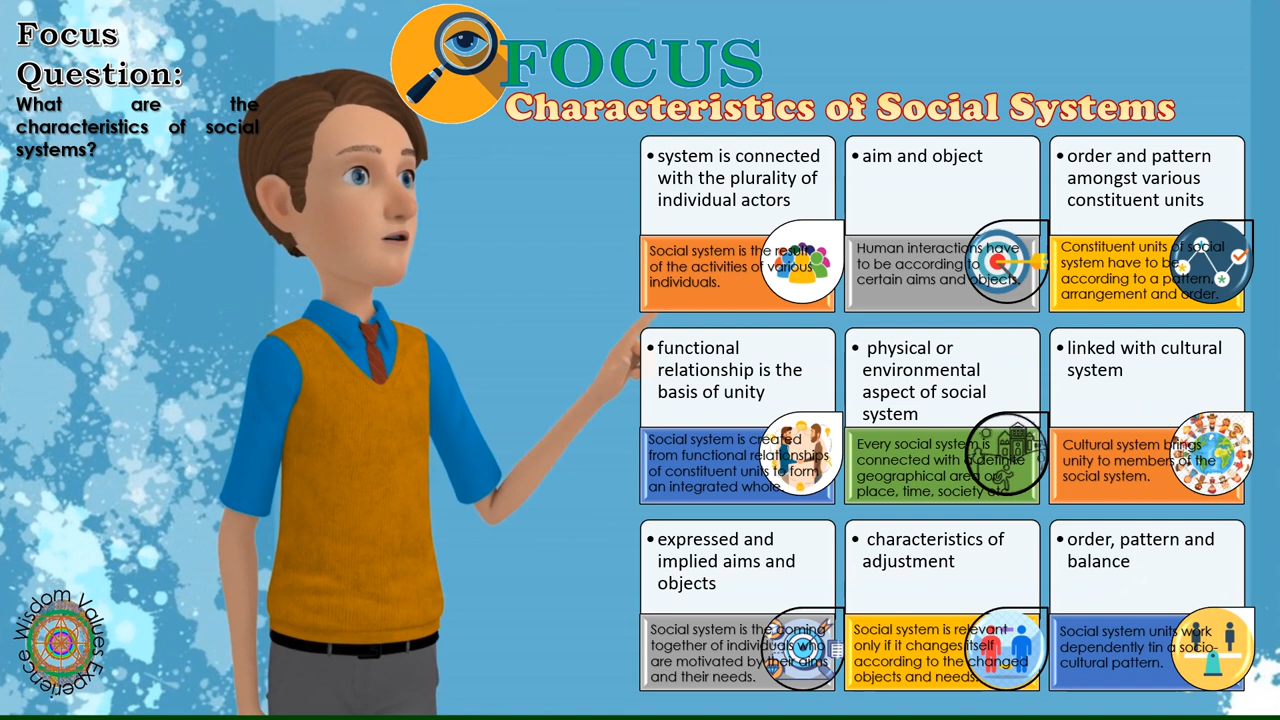 Focus
Question:
What are the
characteristics of social
systems?
FOCUS
Characteristics of Social Systems
• system is connected
with the plurality of
individual actors
Social system is the result
of the activities of various
individuals.
• aim and object
Human interactions have
to be according to
certain aims and objects.
• order and pattern
amongst various
constituent units
Constituent units of social
system have to be
according to a pattern,
arrangement and order.
• functional
relationship is the
basis of unity
Social system is created
from functional relationships
of constituent units to form
an integrated whole.
• physical or
environmental
aspect of social
system
Every social system is
connected with a definite
geographical area or
place, time, society etc.
• linked with cultural
system
Cultural system brings
unity to members of the
social system.
• expressed and
implied aims and
objects
Social system is the coming
together of individuals who
are motivated by their aims
and their needs.
• characteristics of
adjustment
Social system is relevant
only if it changes itself
according to the changed
objects and needs.
• order, pattern and
balance
Social system units work
dependently tin a socio-
cultural pattern.
Wisdom Values Experience